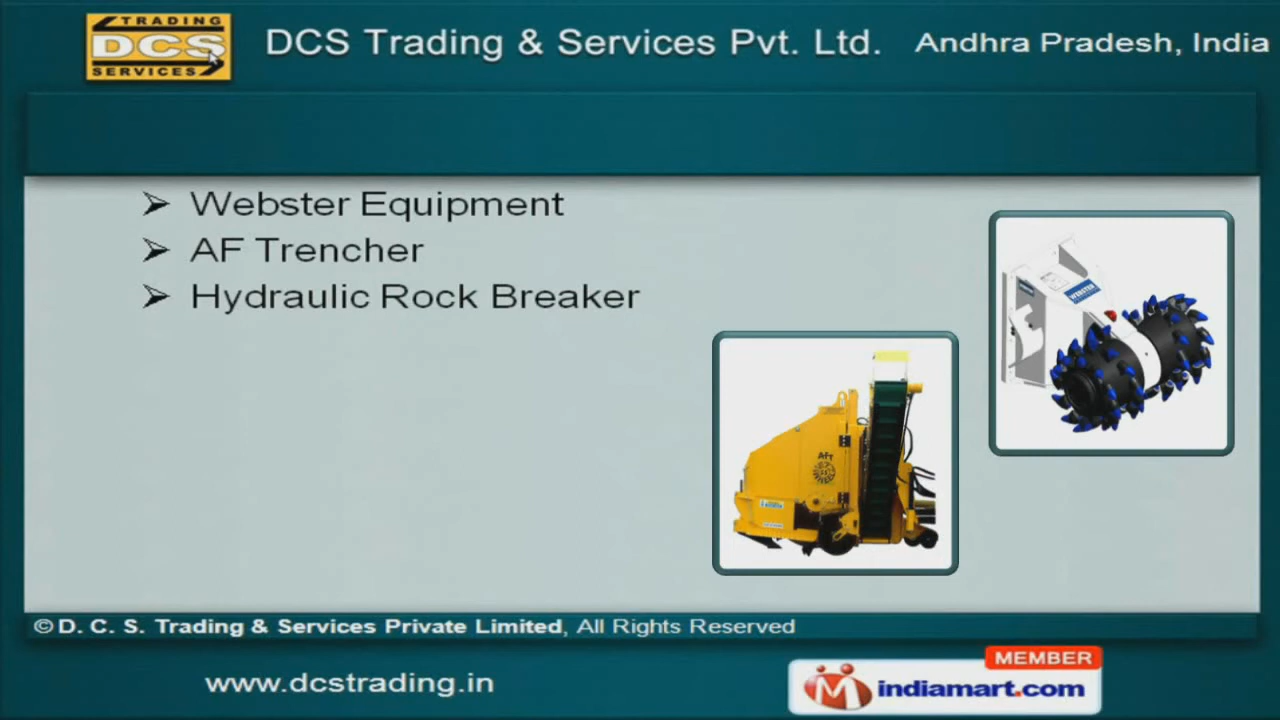 TRADING
DCS
SERVICES
DCS Trading & Services Pvt. Ltd.
Andhra Pradesh, India
➢ Webster Equipment
➢ AF Trencher
➢ Hydraulic Rock Breaker
WEBSTER
AFT
© D. C. S. Trading & Services Private Limited, All Rights Reserved
www.dcstrading.in
MEMBER
indiamart.com